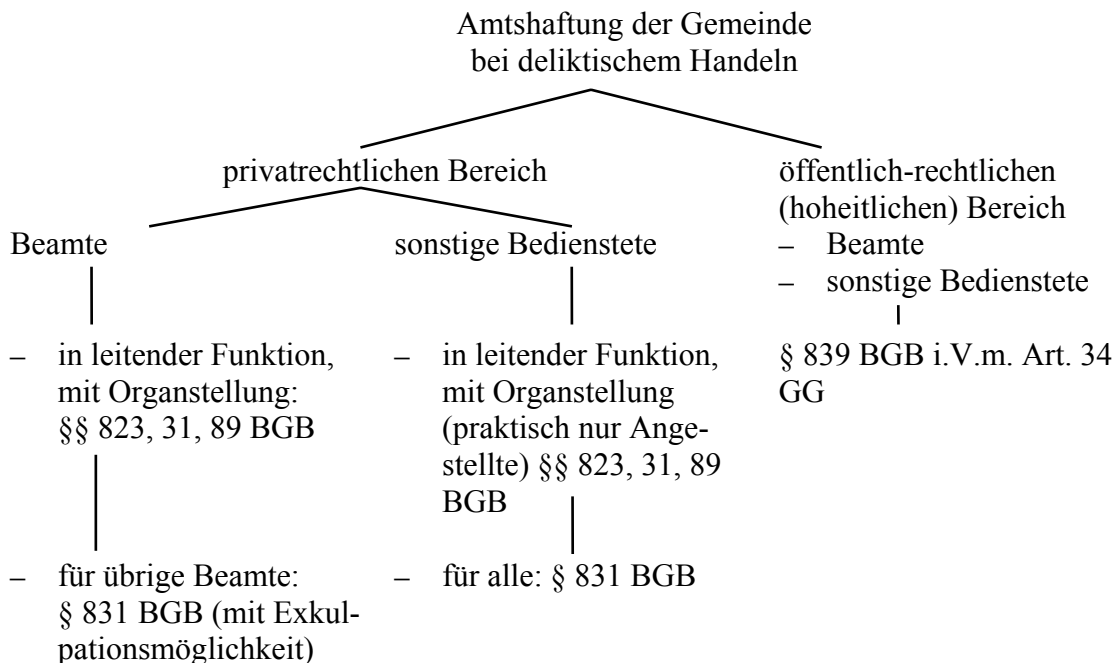 Amtshaftung der Gemeinde
bei deliktischem Handeln
privatrechtlichen Bereich
Beamte
– in leitender Funktion,
mit Organstellung:
§§ 823, 31, 89 BGB
– für übrige Beamte:
§ 831 BGB (mit Exkul-
pationsmöglichkeit)
sonstige Bedienstete
– in leitender Funktion,
mit Organstellung
(praktisch nur Ange-
stellte) §§ 823, 31, 89
BGB
– für alle: § 831 BGB
öffentlich-rechtlichen
(hoheitlichen) Bereich
– Beamte
– sonstige Bedienstete
§ 839 BGB i.V.m. Art. 34
GG